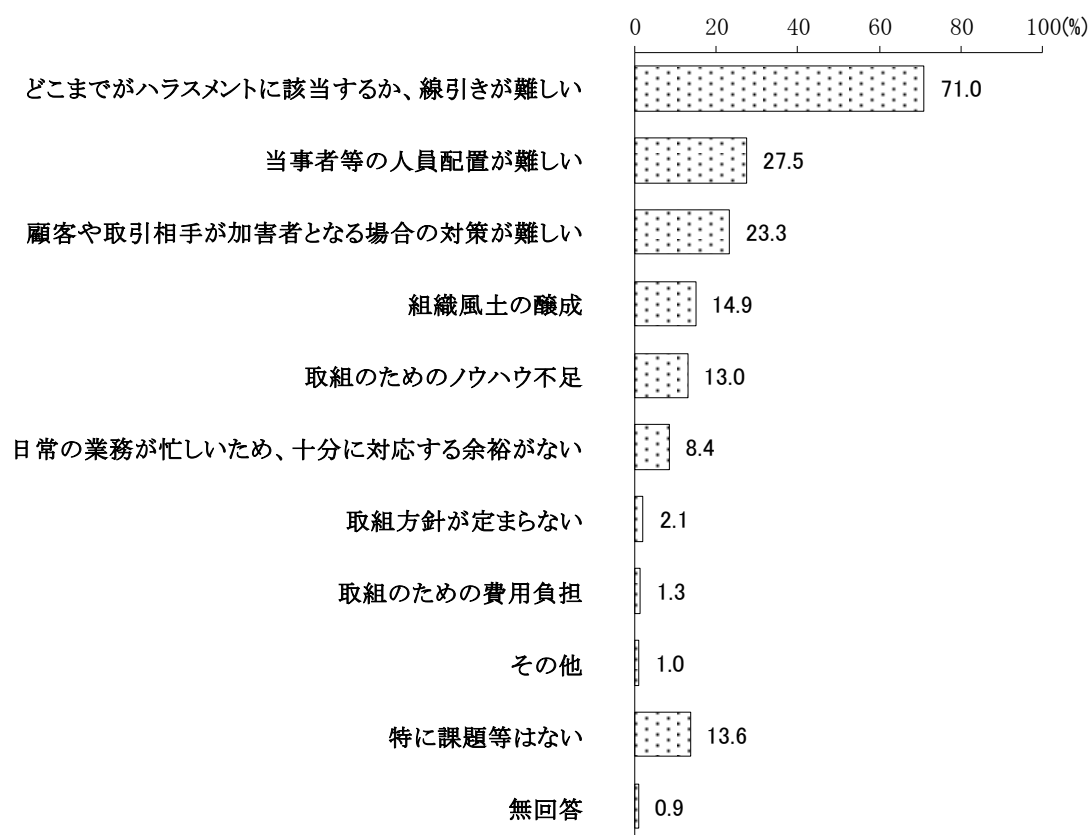 0 20 40 60 80 100(%)
どこまでがハラスメントに該当するか、線引きが難しい 71.0
当事者等の人員配置が難しい 27.5
顧客や取引相手が加害者となる場合の対策が難しい 23.3
組織風土の醸成 14.9
取組のためのノウハウ不足 13.0
日常の業務が忙しいため、十分に対応する余裕がない 8.4
取組方針が定まらない 2.1
取組のための費用負担 1.3
その他 1.0
特に課題等はない 13.6
無回答 0.9